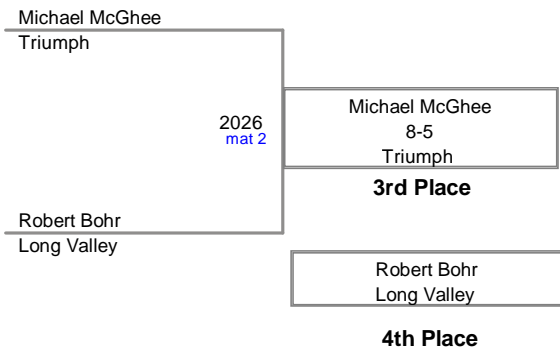 Michael McGhee
Triumph
2026
mat 2
Michael McGhee
8-5
Triumph
3rd Place
Robert Bohr
Long Valley
Robert Bohr
Long Valley
4th Place